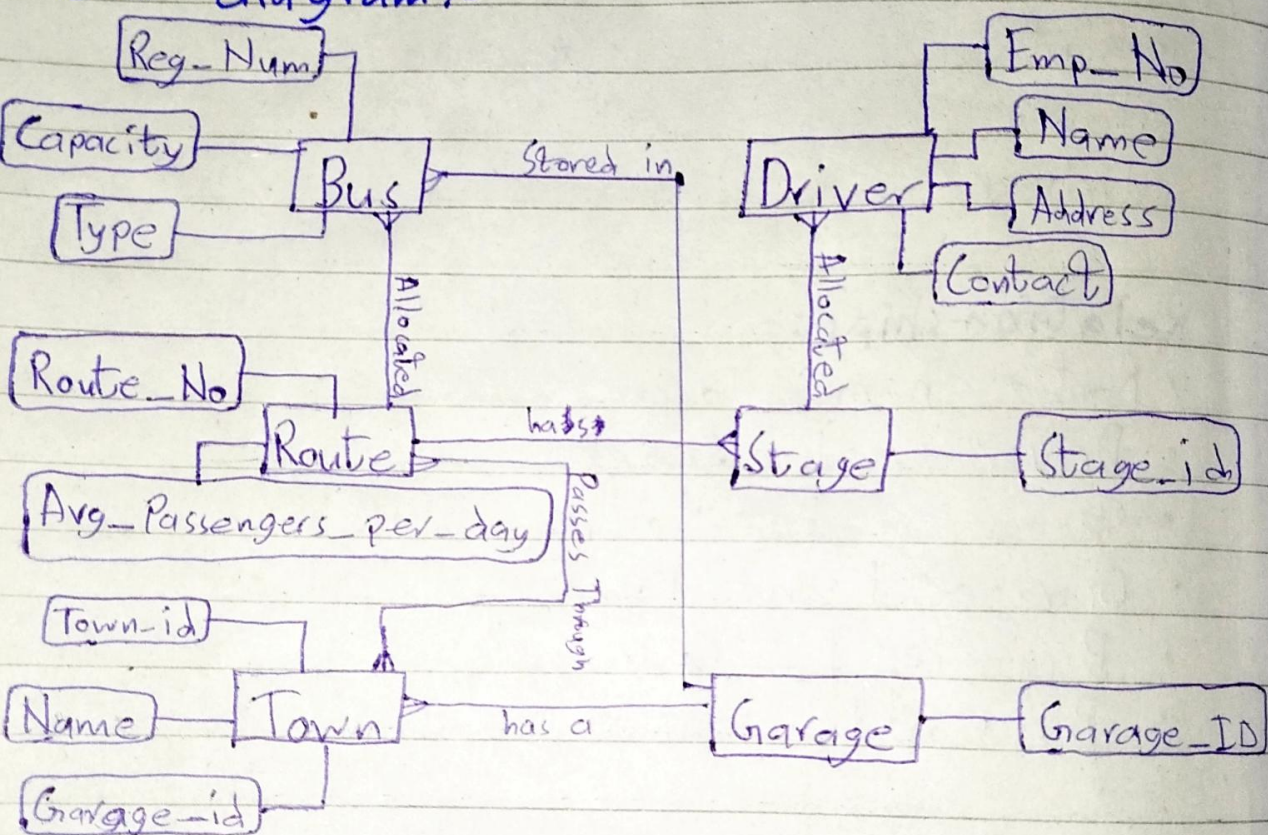 diagram.
Reg_Num
Emp_No
Capacity
Name
Bus
Stored in
Driver
Type
Address
Contact
Allocated
Allocated
Route_No
Route
has
Stage
Stage_id
Avg_Passengers_per_day
Passes Through
Town_id
Name
Town
has a
Garage
Garage_ID
Garage_id